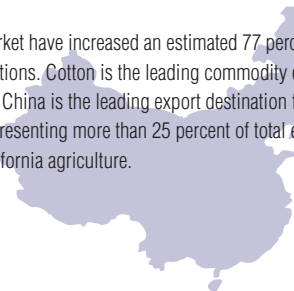 rket have increased an estimated 77 perc
tions. Cotton is the leading commodity
China is the leading export destination
resenting more than 25 percent of total
fornia agriculture.